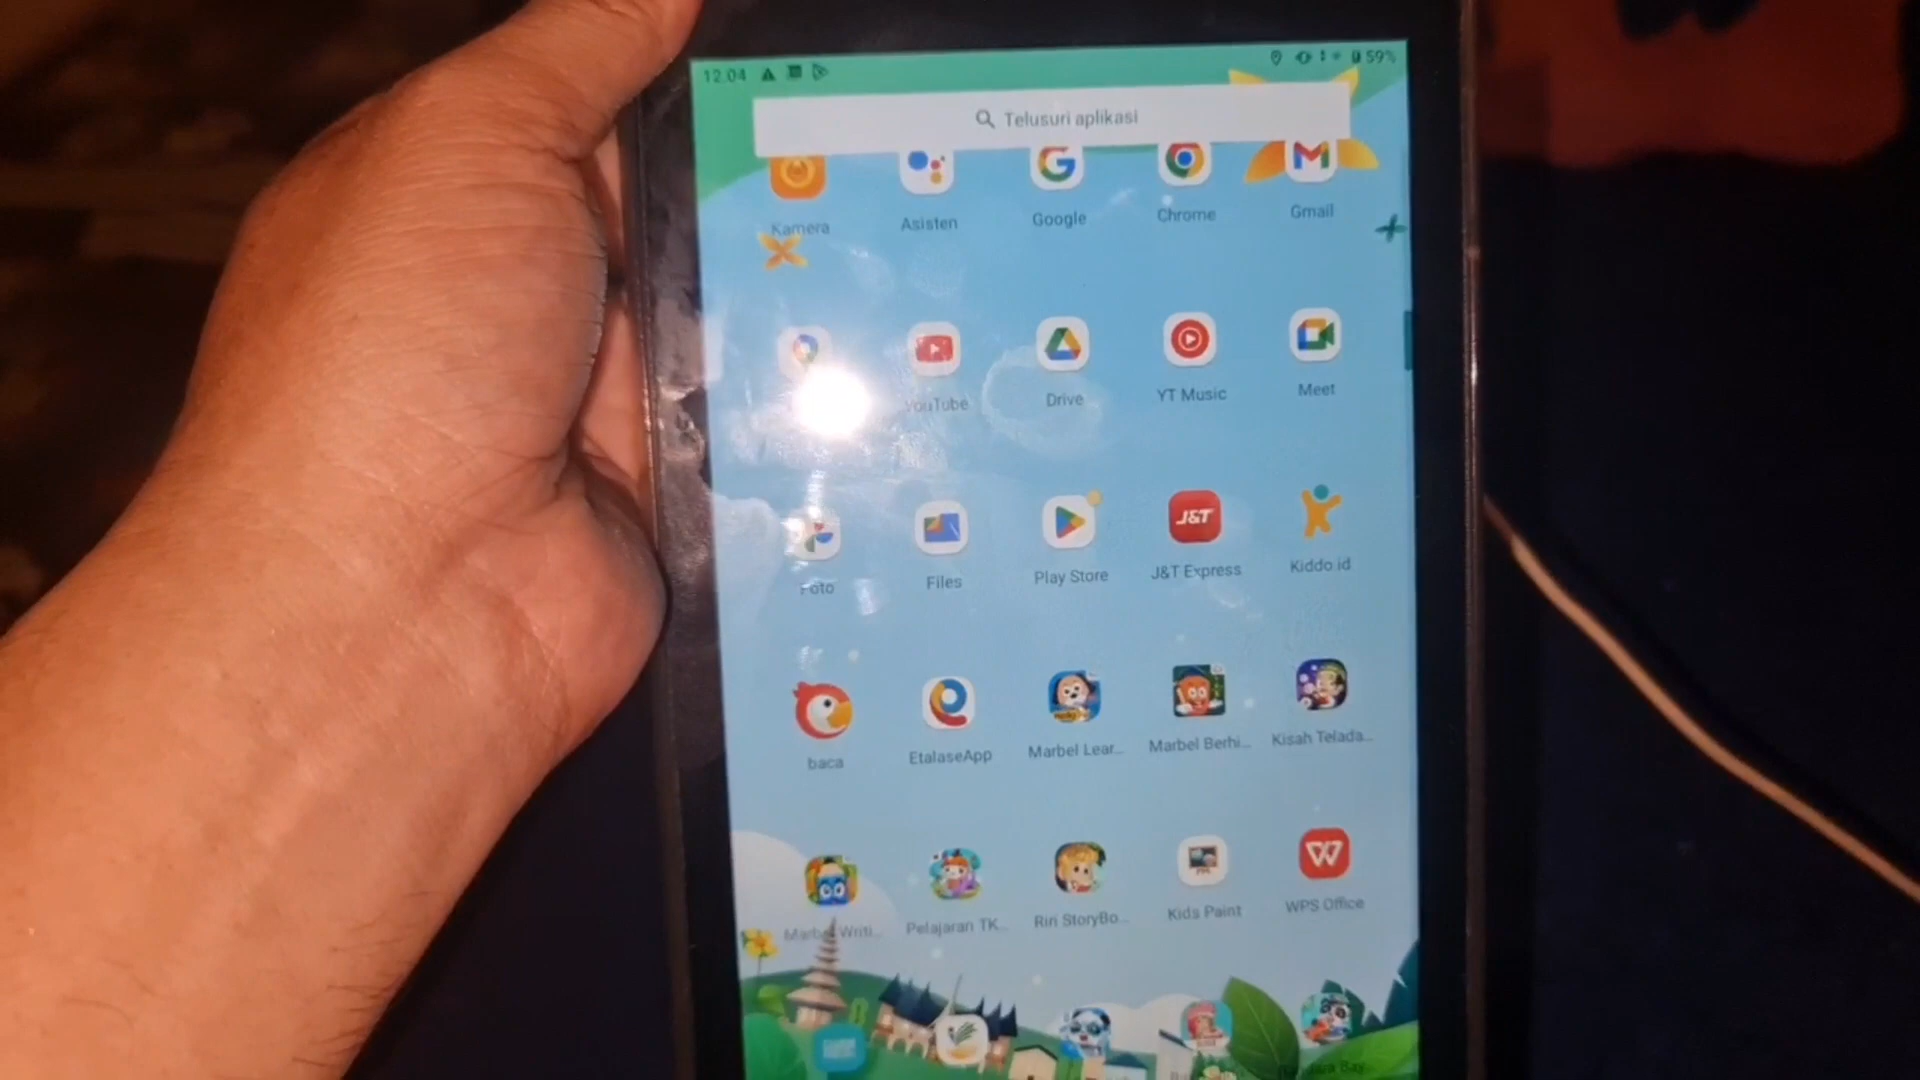 12.04
59%
Telusuri aplikasi
Kamera Asisten Google Chrome Gmail
YouTube Drive YT Music Meet
Foto Files Play Store J&T Express Kiddo.id
J&T
baca EtalaseApp Marbel Lear... Marbel Berhi... Kisah Telada...
Marbel Writi... Pelajaran TK... Riri StoryBo... Kids Paint WPS Office